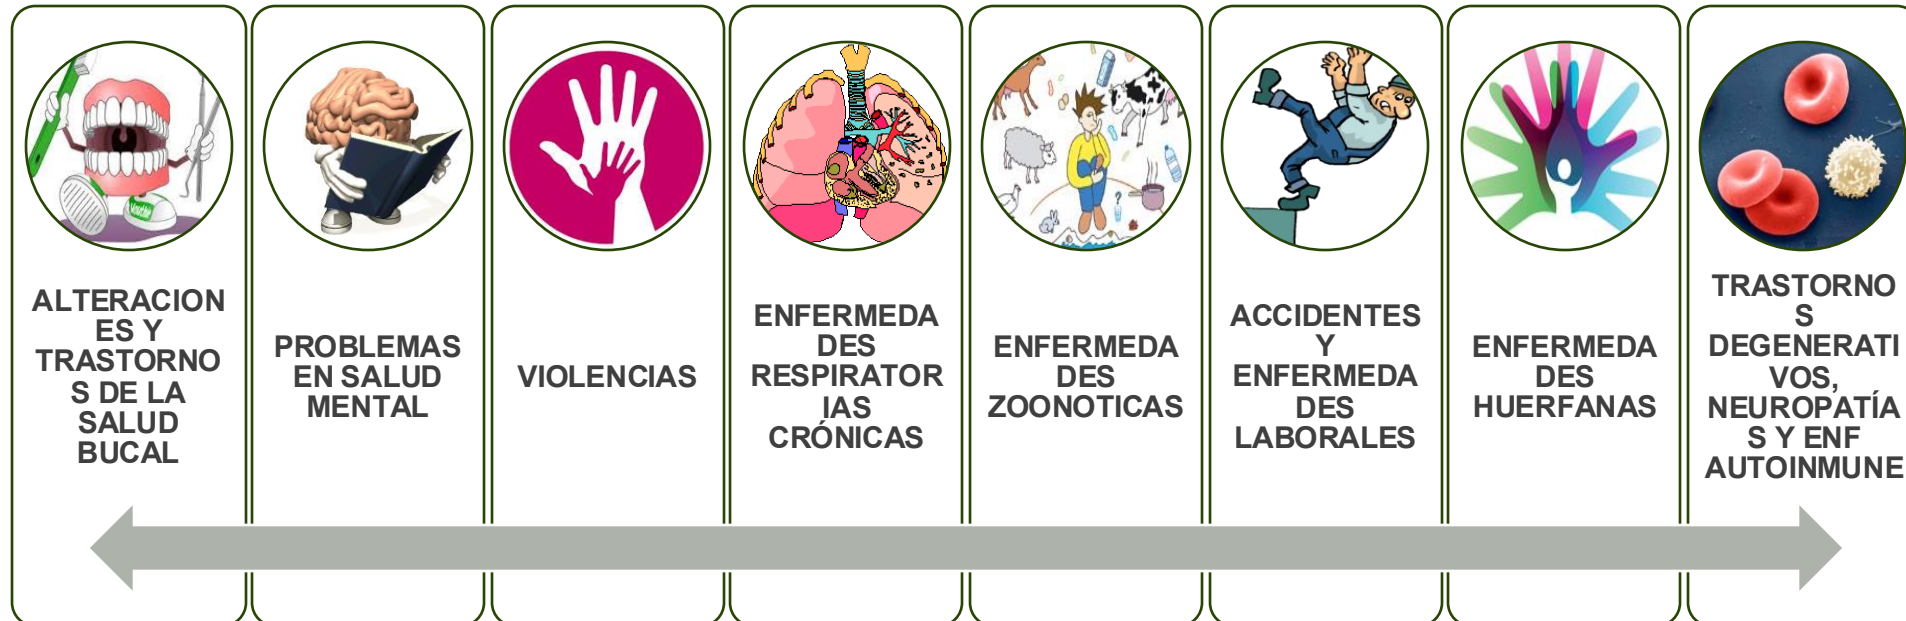 ALTERACION
ES Y
TRASTORNO
S DE LA
SALUD
BUCAL
PROBLEMAS
EN SALUD
MENTAL
VIOLENCIAS
ENFERMEDA
DES
RESPIRATOR
IAS
CRÓNICAS
ENFERMEDA
DES
ZOONOTICAS
ACCIDENTES
Y
ENFERMEDA
DES
LABORALES
ENFERMEDA
DES
HUERFANAS
TRASTORNO
S
DEGENERATI
VOS,
NEUROPATÍA
S Y ENF
AUTOINMUNE